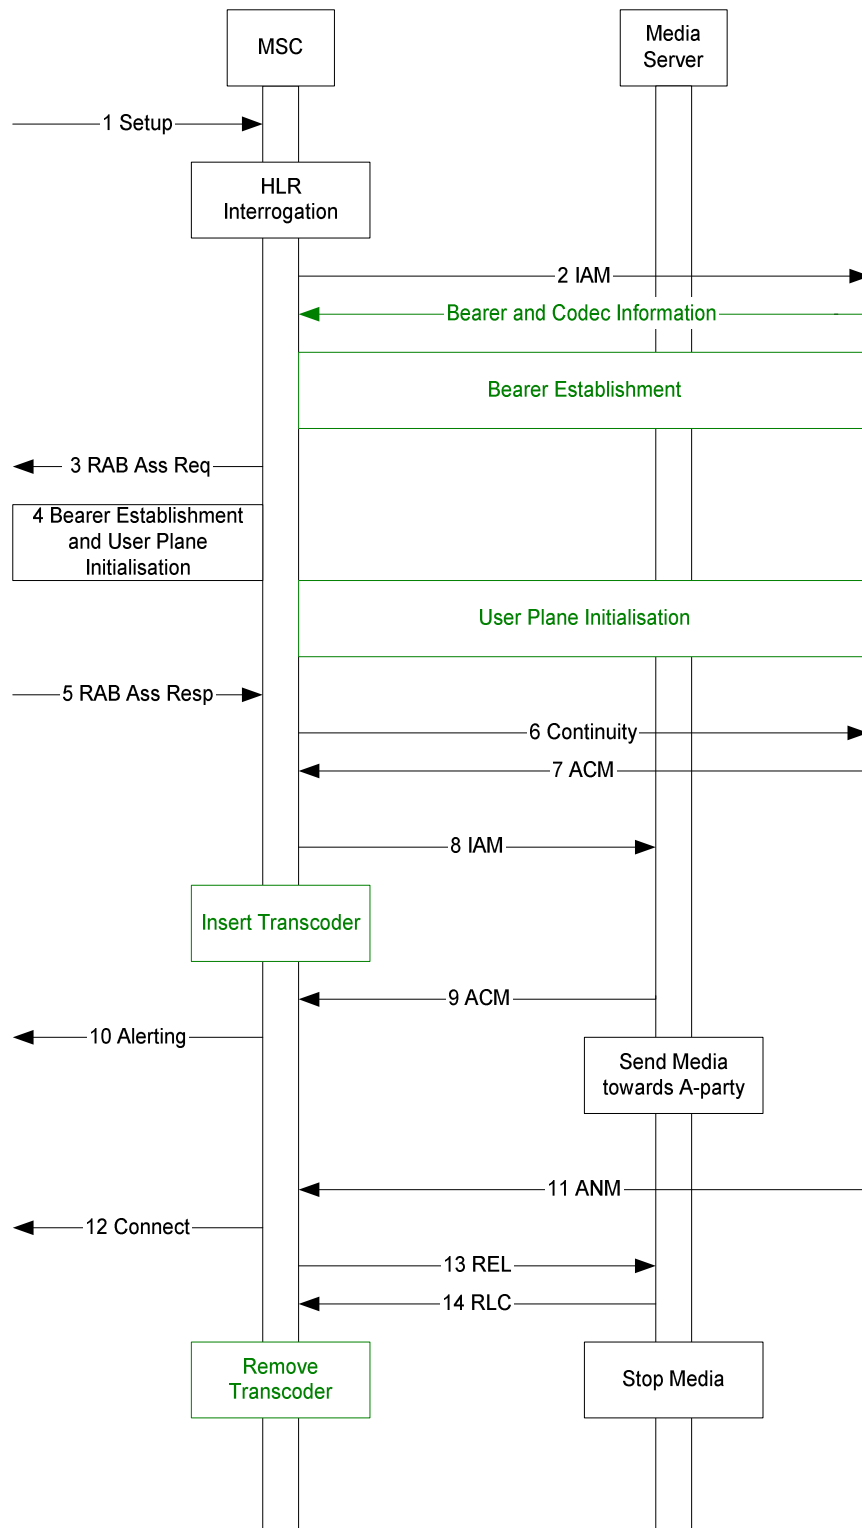 MSC
Media
Server
1 Setup
HLR
Interrogation
2 IAM
Bearer and Codec Information
Bearer Establishment
3 RAB Ass Req
4 Bearer Establishment
and User Plane
Initialisation
User Plane Initialisation
5 RAB Ass Resp
6 Continuity
7 ACM
8 IAM
Insert Transcoder
9 ACM
10 Alerting
Send Media
towards A-party
11 ANM
12 Connect
13 REL
14 RLC
Remove
Transcoder
Stop Media